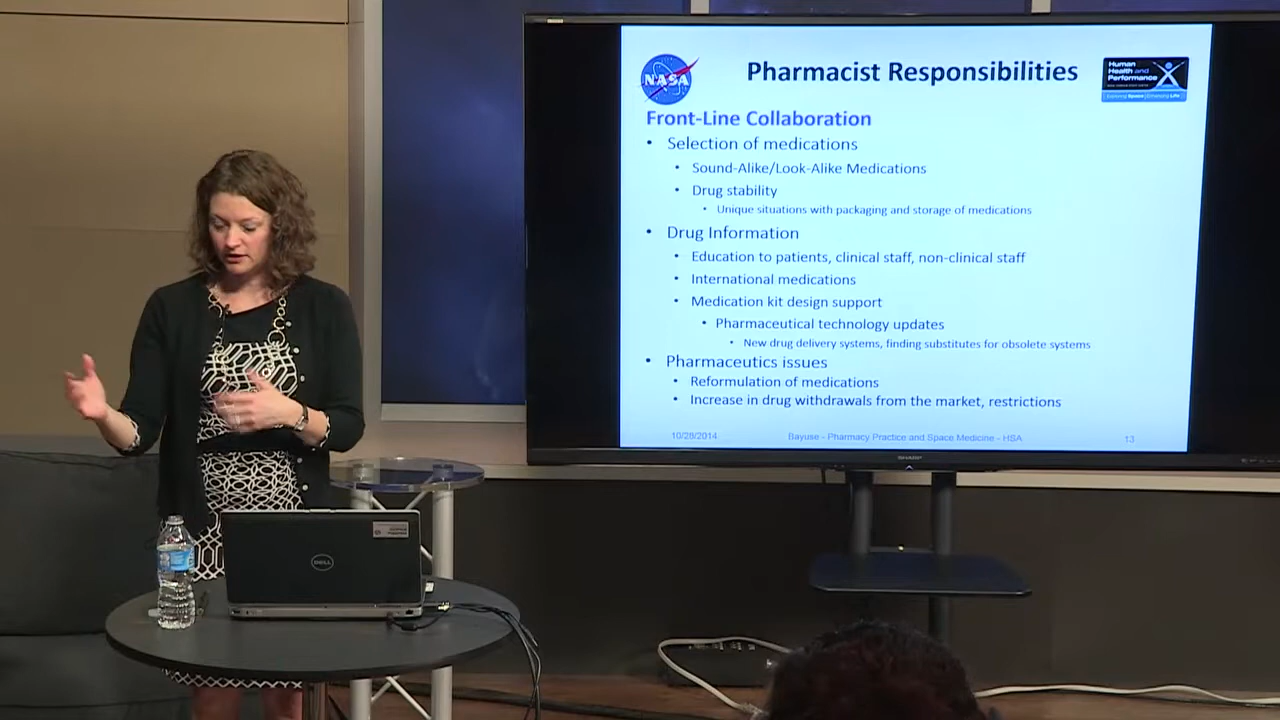 NASA
Pharmacist Responsibilities
Human
Health and
Performance
Exploring Space | Enhancing Life
Front-Line Collaboration
• Selection of medications
• Sound-Alike/Look-Alike Medications
• Drug stability
• Unique situations with packaging and storage of medications
• Drug Information
• Education to patients, clinical staff, non-clinical staff
• International medications
• Medication kit design support
• Pharmaceutical technology updates
• New drug delivery systems, finding substitutes for obsolete systems
• Pharmaceutics issues
• Reformulation of medications
• Increase in drug withdrawals from the market, restrictions
10/28/2014 Bayuse - Pharmacy Practice and Space Medicine - HSA 13
SHARP
DELL